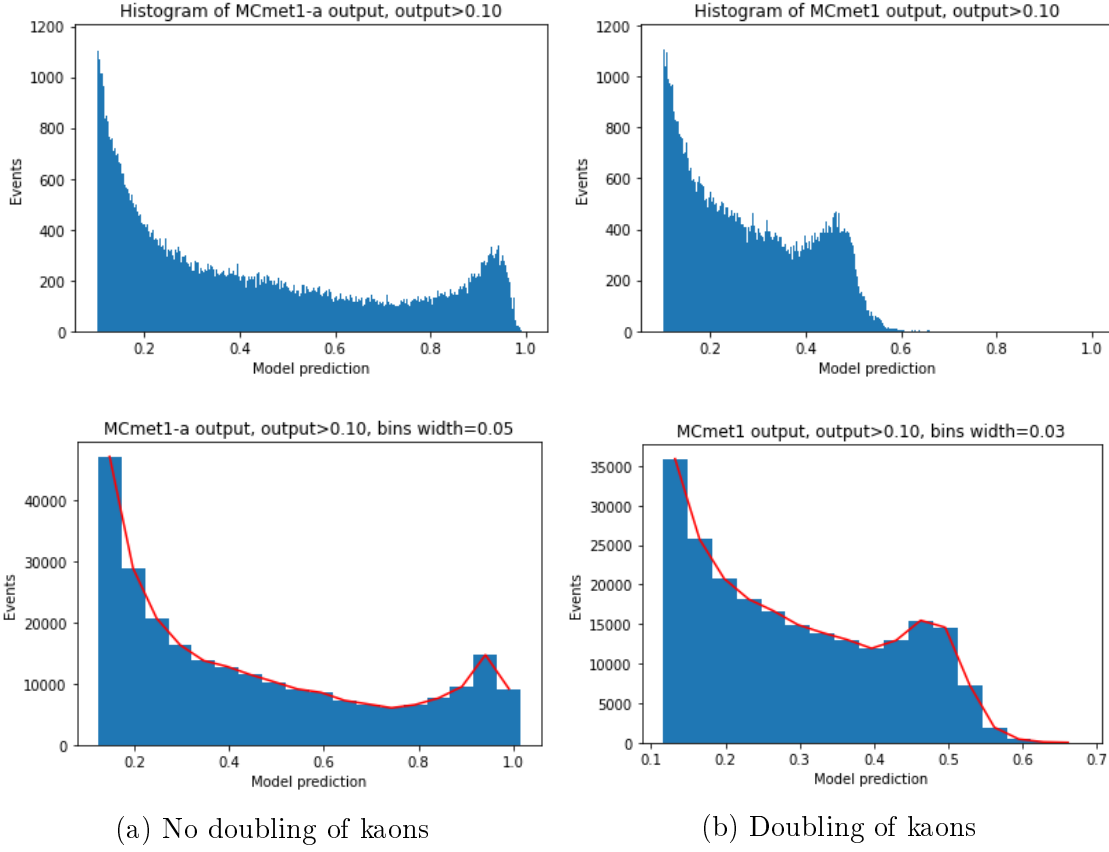 Histogram of MCmet1-a output, output>0.10
1200
1000
800
600
400
200
0
Events
0.2 0.4 0.6 0.8 1.0
Model prediction
Histogram of MCmet1 output, output>0.10
1200
1000
800
600
400
200
0
Events
0.2 0.4 0.6 0.8 1.0
Model prediction
MCmet1-a output, output>0.10, bins width=0.05
40000
30000
20000
10000
0
Events
0.2 0.4 0.6 0.8 1.0
Model prediction
MCmet1 output, output>0.10, bins width=0.03
35000
30000
25000
20000
15000
10000
5000
0
Events
0.1 0.2 0.3 0.4 0.5 0.6 0.7
Model prediction
(a) No doubling of kaons
(b) Doubling of kaons